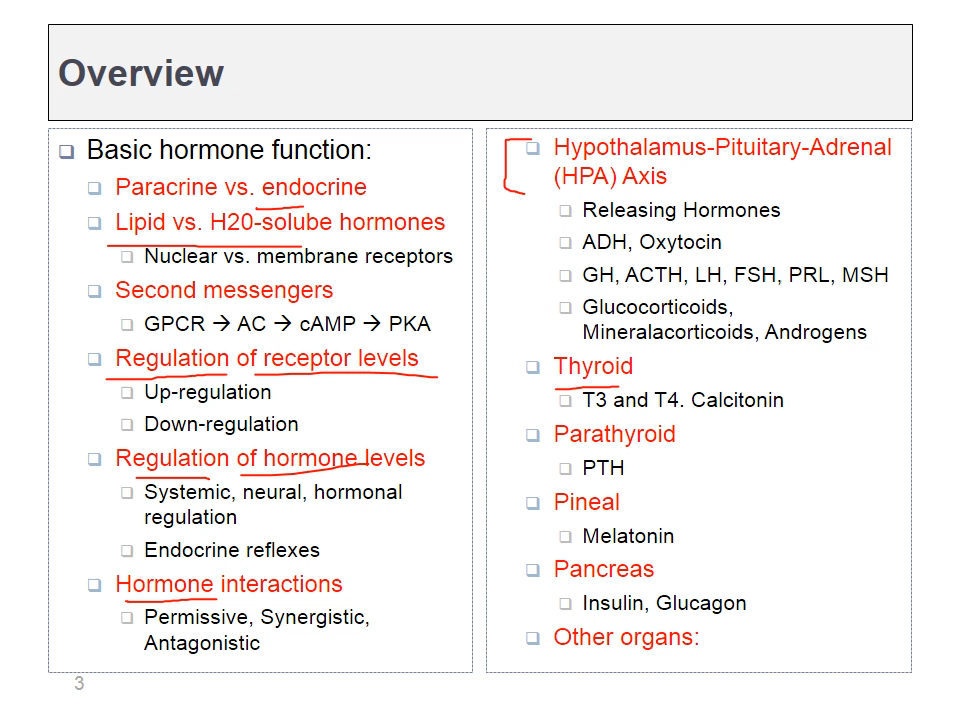 Overview
Basic hormone function:
Paracrine vs. endocrine
Lipid vs. H20-solube hormones
Nuclear vs. membrane receptors
Second messengers
GPCR → AC → cAMP → PKA
Regulation of receptor levels
Up-regulation
Down-regulation
Regulation of hormone levels
Systemic, neural, hormonal
regulation
Endocrine reflexes
Hormone interactions
Permissive, Synergistic,
Antagonistic
Hypothalamus-Pituitary-Adrenal
(HPA) Axis
Releasing Hormones
ADH, Oxytocin
GH, ACTH, LH, FSH, PRL, MSH
Glucocorticoids,
Mineralacorticoids, Androgens
Thyroid
T3 and T4. Calcitonin
Parathyroid
PTH
Pineal
Melatonin
Pancreas
Insulin, Glucagon
Other organs:
3